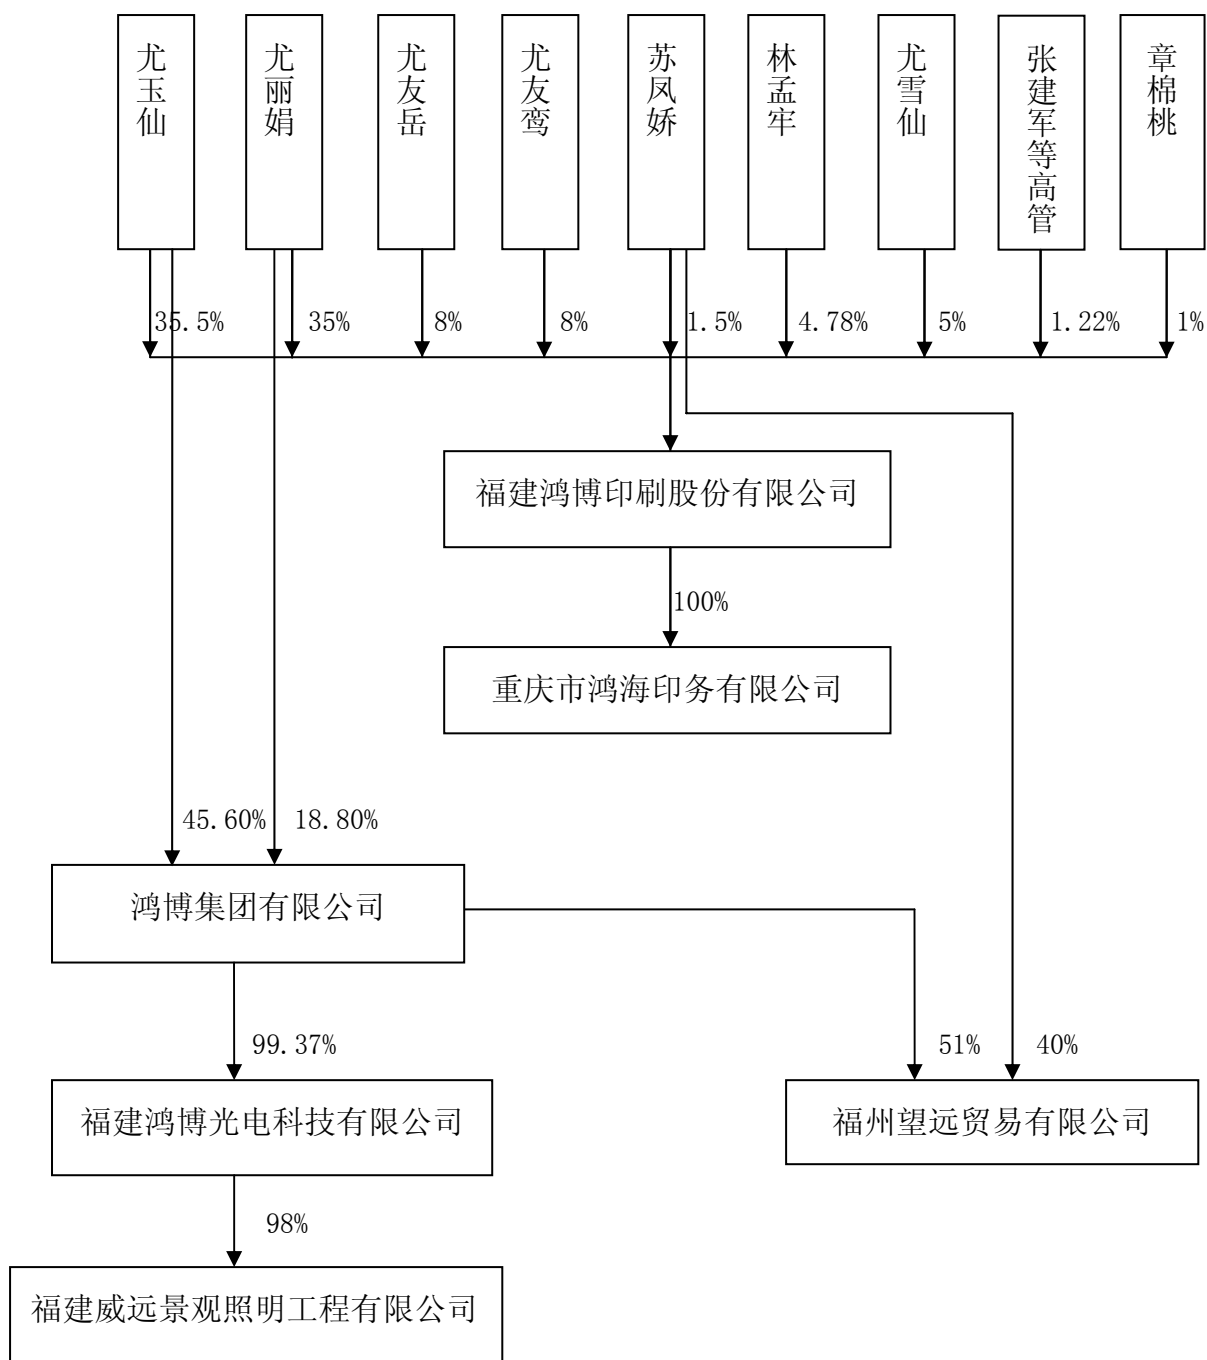 尤玉仙
尤丽娟
尤友岳
尤友鸾
苏凤娇
林孟牢
尤雪仙
张建军等高管
章棉桃
35.5%
35%
8%
8%
1.5%
4.78%
5%
1.22%
1%
福建鸿博印刷股份有限公司
100%
重庆市鸿海印务有限公司
45.60%
18.80%
鸿博集团有限公司
99.37%
51%
40%
福建鸿博光电科技有限公司
福州望远贸易有限公司
98%
福建威远景观照明工程有限公司